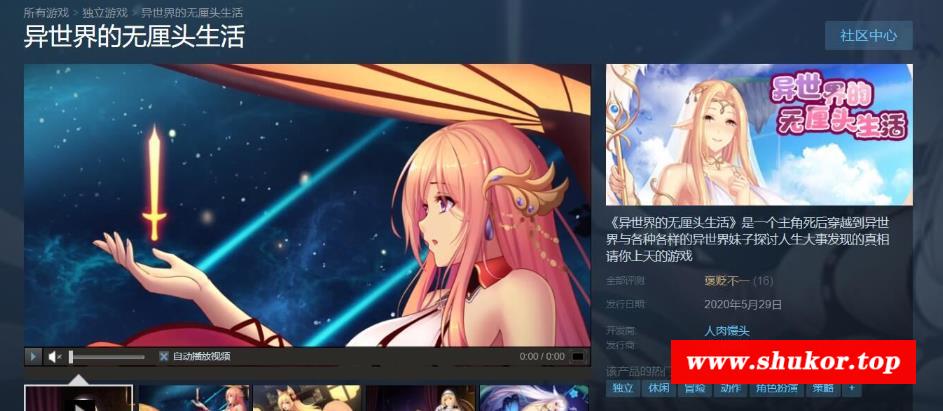 所有游戏 > 独立游戏 > 异世界的无厘头生活
异世界的无厘头生活
社区中心
异世界的
无厘头生活
《异世界的无厘头生活》是一个主角死后穿越到异世
界与各种各样的异世界妹子探讨人生大事发现的真相
请你上天的游戏
全部评测: 褒贬不一 (16)
发行日期: 2020年5月29日
开发商: 人肉馒头
发行商:
www.shukor.top
该产品的热门
独立 休闲 冒险 动作 角色扮演 策略 +
自动播放视频
0:00 / 0:00